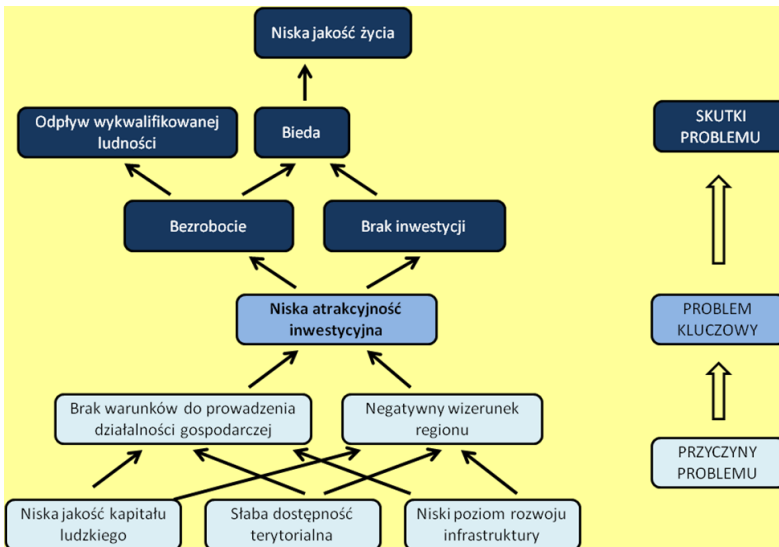 Niska jakość życia
Odpływ wykwalifikowanej
ludności
Bieda
SKUTKI
PROBLEMU
Bezrobocie
Brak inwestycji
Niska atrakcyjność
inwestycyjna
PROBLEM
KLUCZOWY
Brak warunków do prowadzenia
działalności gospodarczej
Negatywny wizerunek
regionu
PRZYCZYNY
PROBLEMU
Niska jakość kapitału
ludzkiego
Słaba dostępność
terytorialna
Niski poziom rozwoju
infrastruktury